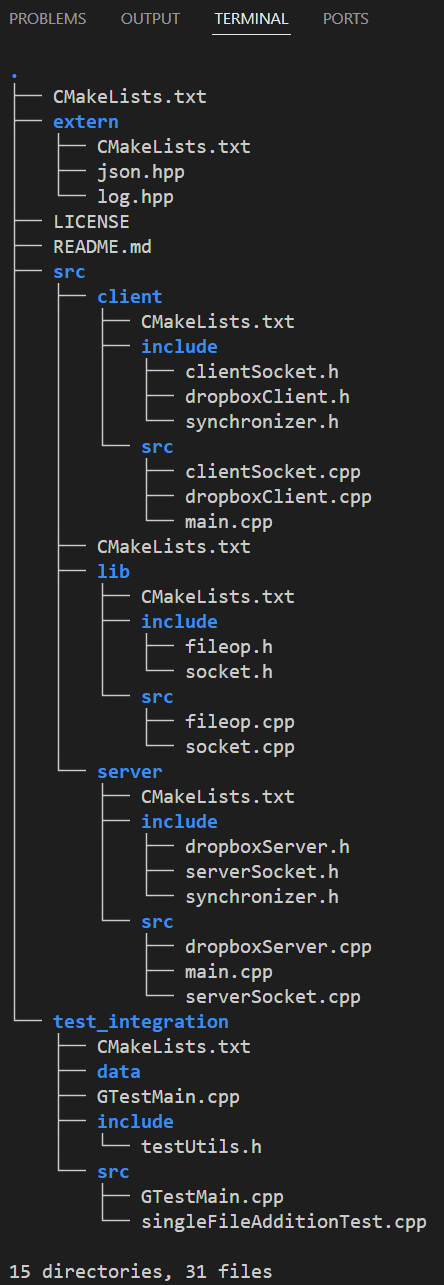 PROBLEMS OUTPUT TERMINAL PORTS
.
├── CMakeLists.txt
├── extern
│   ├── CMakeLists.txt
│   ├── json.hpp
│   └── log.hpp
├── LICENSE
├── README.md
├── src
│   ├── client
│   │   ├── CMakeLists.txt
│   │   ├── include
│   │   │   ├── clientSocket.h
│   │   │   ├── dropboxClient.h
│   │   │   └── synchronizer.h
│   │   └── src
│   │       ├── clientSocket.cpp
│   │       ├── dropboxClient.cpp
│   │       └── main.cpp
│   ├── CMakeLists.txt
│   ├── lib
│   │   ├── CMakeLists.txt
│   │   ├── include
│   │   │   ├── fileop.h
│   │   │   └── socket.h
│   │   └── src
│   │       ├── fileop.cpp
│   │       └── socket.cpp
│   └── server
│       ├── CMakeLists.txt
│       ├── include
│       │   ├── dropboxServer.h
│       │   ├── serverSocket.h
│       │   └── synchronizer.h
│       └── src
│           ├── dropboxServer.cpp
│           ├── main.cpp
│           └── serverSocket.cpp
└── test_integration
    ├── CMakeLists.txt
    ├── data
    ├── GTestMain.cpp
    ├── include
    │   └── testUtils.h
    └── src
        ├── GTestMain.cpp
        └── singleFileAdditionTest.cpp
15 directories, 31 files